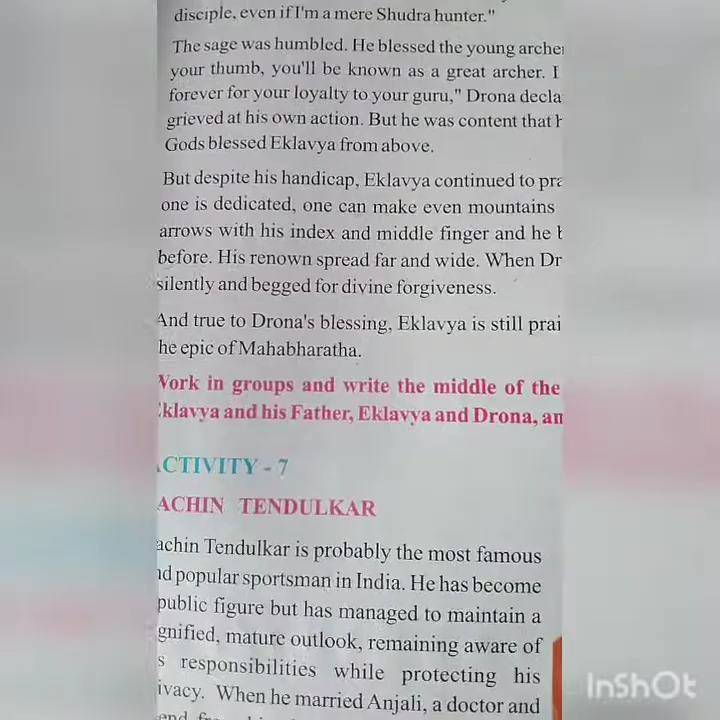 disciple, even if I'm a mere Shudra hunter."
The sage was humbled. He blessed the young archer
your thumb, you'll be known as a great archer. I
forever for your loyalty to your guru," Drona decla
grieved at his own action. But he was content that h
Gods blessed Eklavya from above.
But despite his handicap, Eklavya continued to pra
one is dedicated, one can make even mountains
arrows with his index and middle finger and he b
before. His renown spread far and wide. When Dr
silently and begged for divine forgiveness.
And true to Drona's blessing, Eklavya is still prai
he epic of Mahabharatha.
Work in groups and write the middle of the
Eklavya and his Father, Eklavya and Drona, an
CTIVITY - 7
ACHIN TENDULKAR
achin Tendulkar is probably the most famous
nd popular sportsman in India. He has become
public figure but has managed to maintain a
gnified, mature outlook, remaining aware of
s responsibilities while protecting his
ivacy. When he married Anjali, a doctor and
InShOt